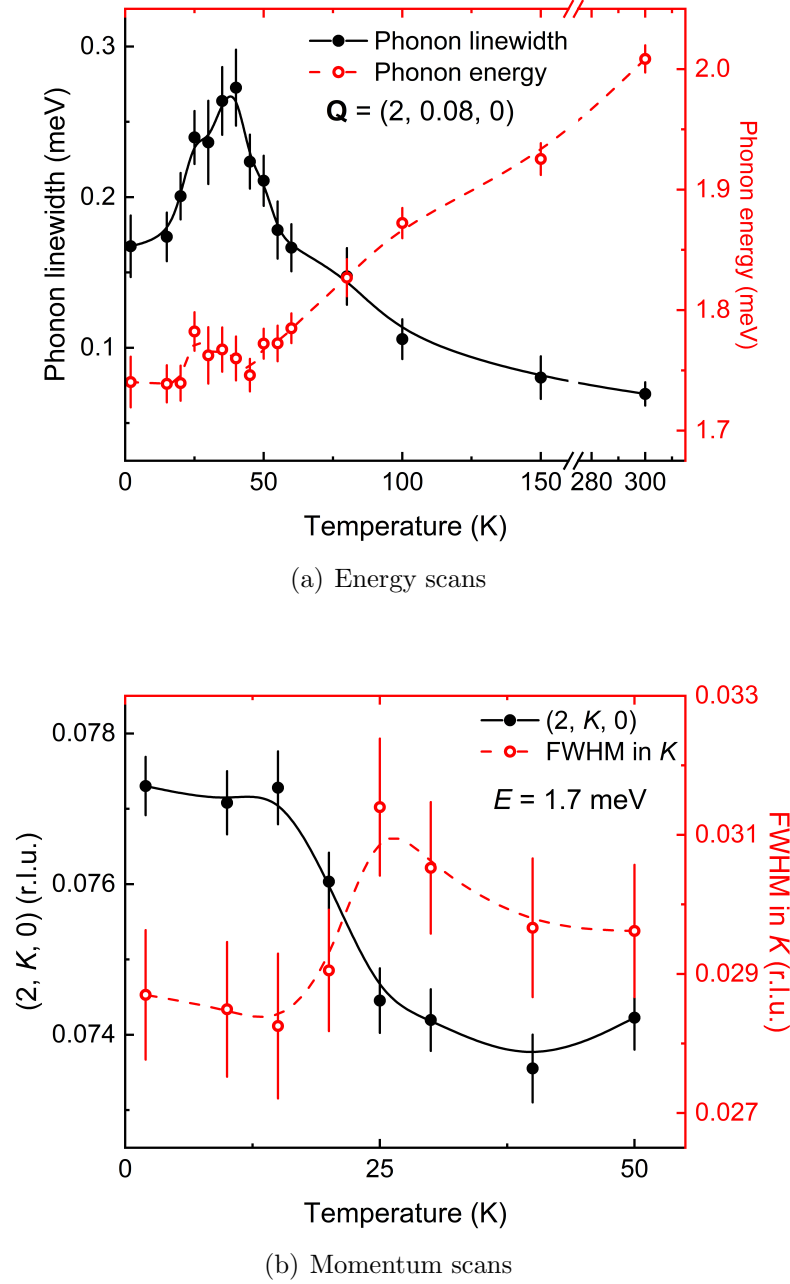 0.3
0.2
0.1
Phonon linewidth (meV)
Phonon linewidth
Phonon energy
Q = (2, 0.08, 0)
2.0
1.9
1.8
1.7
Phonon energy (meV)
0 50 100 150 280 300
Temperature (K)
(a) Energy scans
0.078
0.076
0.074
(2, K, 0) (r.l.u.)
(2, K, 0)
FWHM in K
E = 1.7 meV
0.033
0.031
0.029
0.027
FWHM in K (r.l.u.)
0 25 50
Temperature (K)
(b) Momentum scans